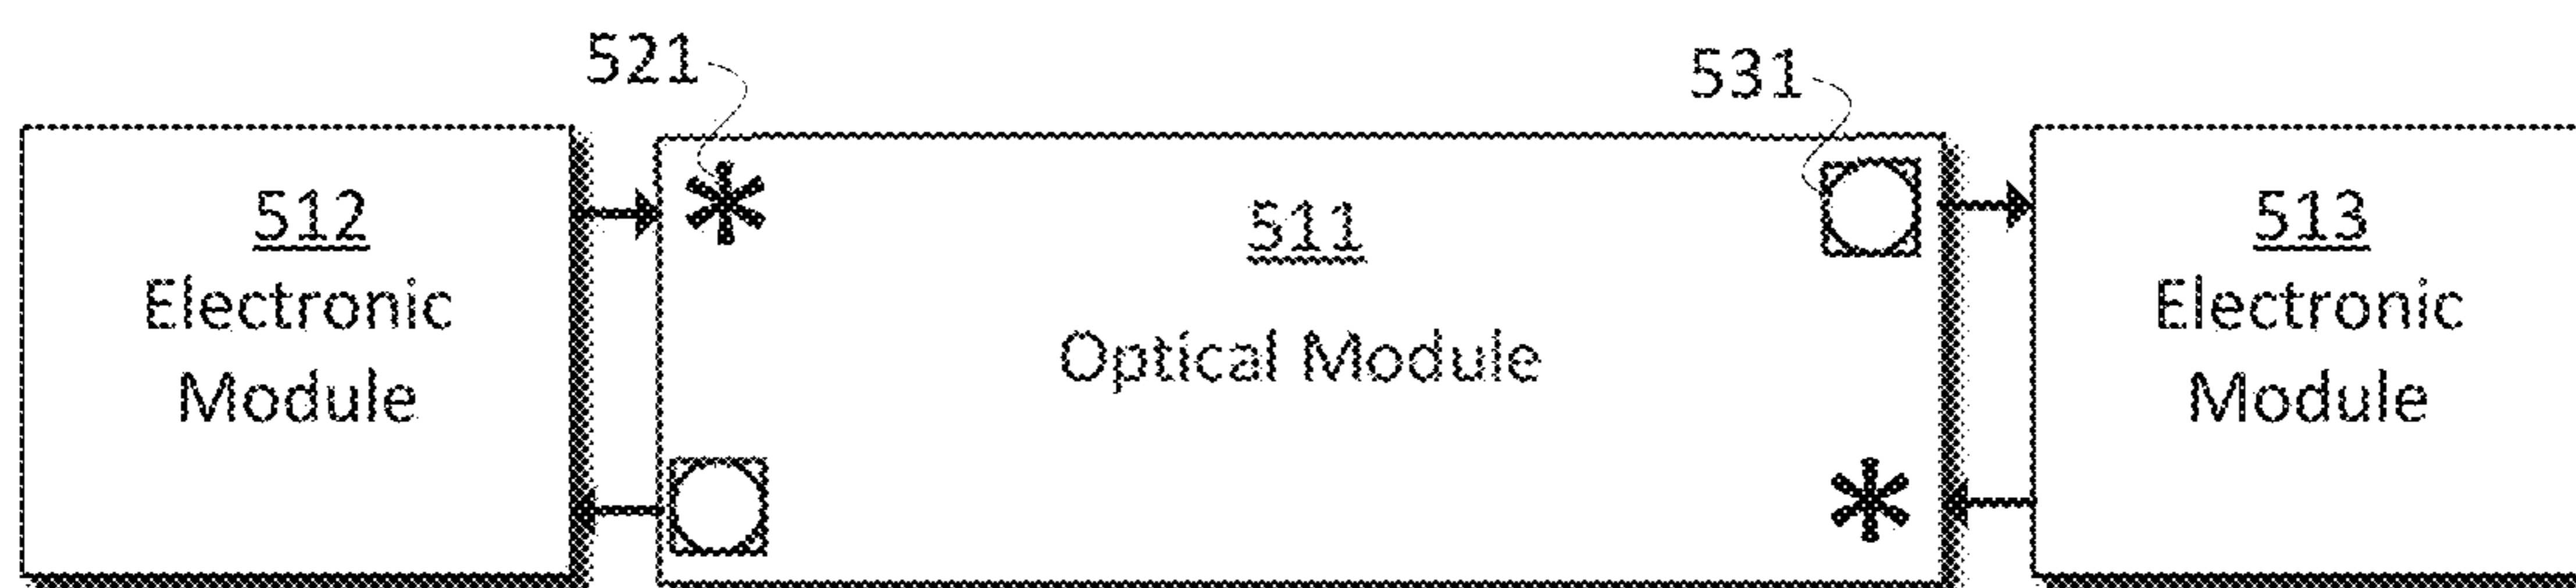 521
531
512
Electronic
Module
511
Optical Module
513
Electronic
Module